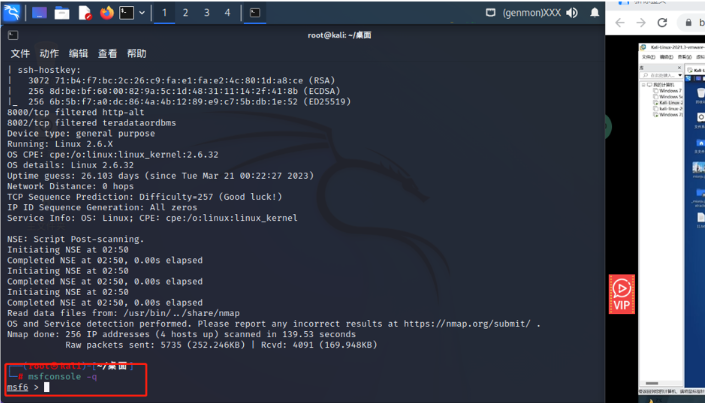 1 2 3 4 (genmon)XXX
root@kali: ~/桌面
文件 动作 编辑 查看 帮助
| ssh-hostkey:
| 3072 71:b4:f7:bc:2c:26:c9:fa:e1:fa:e2:4c:80:1d:a8:ce (RSA)
| 256 8d:be:bf:60:00:82:9a:5c:1d:48:31:11:14:2f:41:8b (ECDSA)
|_ 256 6b:5b:f7:a0:dc:86:4a:4b:12:89:e9:c7:5b:db:1e:52 (ED25519)
8000/tcp filtered http-alt
8002/tcp filtered teradataordbms
Device type: general purpose
Running: Linux 2.6.X
OS CPE: cpe:/o:linux:linux_kernel:2.6.32
OS details: Linux 2.6.32
Uptime guess: 26.103 days (since Tue Mar 21 00:22:27 2023)
Network Distance: 0 hops
TCP Sequence Prediction: Difficulty=257 (Good luck!)
IP ID Sequence Generation: All zeros
Service Info: OS: Linux; CPE: cpe:/o:linux:linux_kernel
NSE: Script Post-scanning.
Initiating NSE at 02:50
Completed NSE at 02:50, 0.00s elapsed
Initiating NSE at 02:50
Completed NSE at 02:50, 0.00s elapsed
Initiating NSE at 02:50
Completed NSE at 02:50, 0.00s elapsed
Read data files from: /usr/bin/../share/nmap
OS and Service detection performed. Please report any incorrect results at https://nmap.org/submit/ .
Nmap done: 256 IP addresses (4 hosts up) scanned in 139.53 seconds
Raw packets sent: 5735 (252.246KB) | Rcvd: 4091 (169.948KB)
(root@kali)-[~/桌面]
# msfconsole -q
msf6 >
VIP